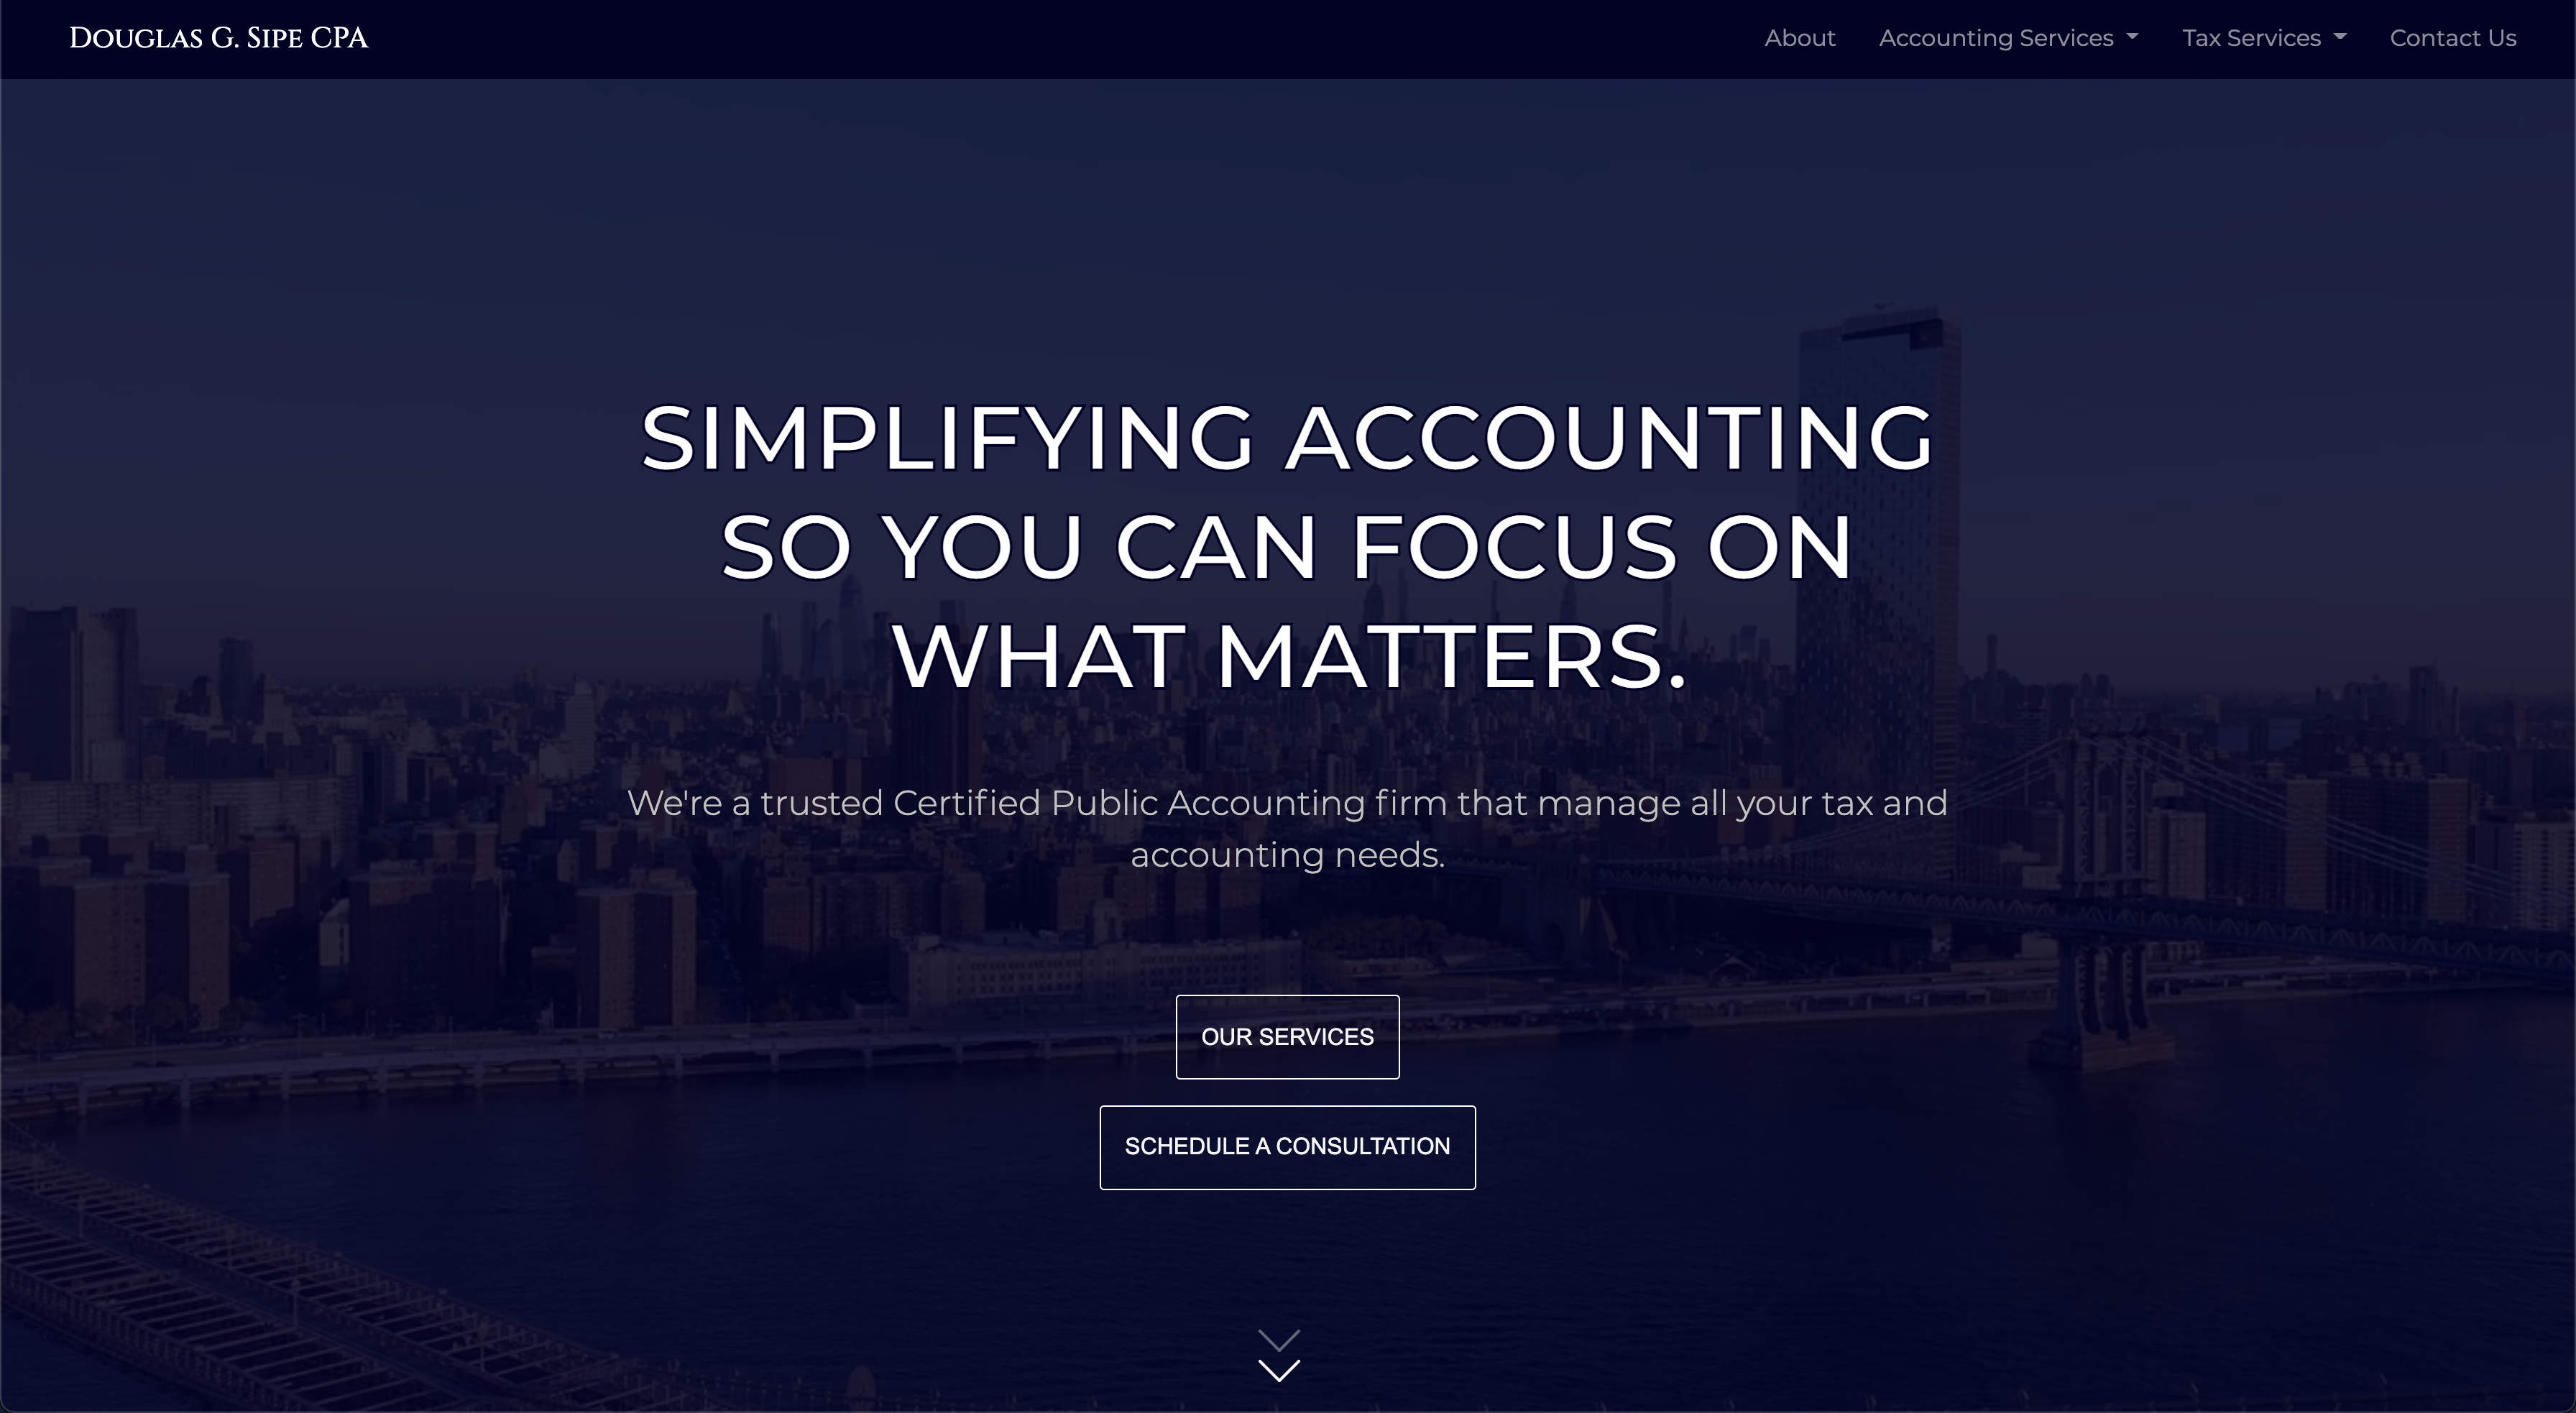 Douglas G. Sipe CPA
About
Accounting Services
Tax Services
Contact Us
SIMPLIFYING ACCOUNTING
SO YOU CAN FOCUS ON
WHAT MATTERS.
We're a trusted Certified Public Accounting firm that manage all your tax and
accounting needs.
OUR SERVICES
SCHEDULE A CONSULTATION